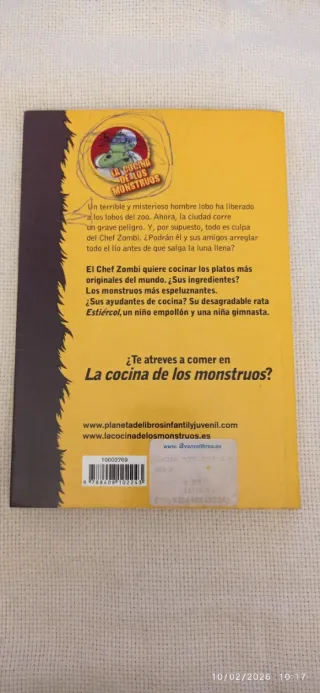 LA COCINA
DE LOS
MONSTRUOS
Un terrible y misterioso hombre lobo ha liberado
a los lobos del zoo. Ahora, la ciudad corre
un grave peligro. Y, por supuesto, todo es culpa
del Chef Zombi. ¿Podrán él y sus amigos arreglar
todo el lío antes de que salga la luna llena?
El Chef Zombi quiere cocinar los platos más
originales del mundo. ¿Sus ingredientes?
Los monstruos más espeluznantes.
¿Sus ayudantes de cocina? Su desagradable rata
Estiércol, un niño empollón y una niña gimnasta.
¿Te atreves a comer en
La cocina de los monstruos?
www.planetadelibrosinfantilyjuvenil.com
www.lacocinadelosmonstruos.es
10002769
9 788408 102243
10/02/2026 10:17